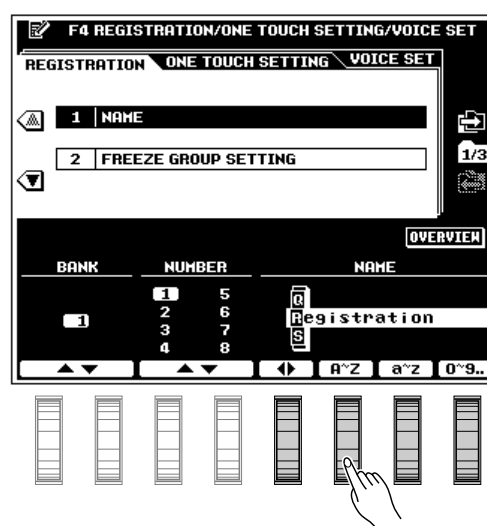 F4 REGISTRATION/ONE TOUCH SETTING/VOICE SET
REGISTRATION ONE TOUCH SETTING VOICE SET
1 NAME
2 FREEZE GROUP SETTING
1/3
OVERVIEW
BANK NUMBER NAME
1 5 Q
1 2 6 Registration
3 7 S
4 8
A~Z a~z 0~9..